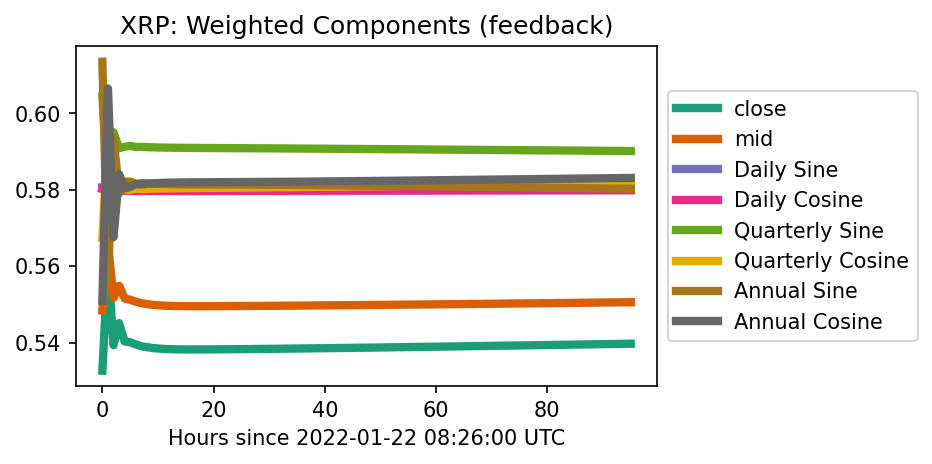 XRP: Weighted Components (feedback)
0.60
0.58
0.56
0.54
0
20
40
60
80
Hours since 2022-01-22 08:26:00 UTC
close
mid
Daily Sine
Daily Cosine
Quarterly Sine
Quarterly Cosine
Annual Sine
Annual Cosine